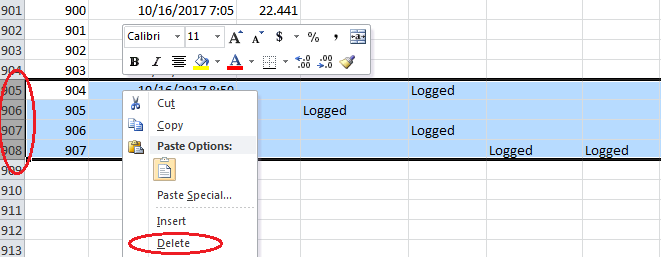 901 900 10/16/2017 7:05 22.441
902 901
Calibri 11 A A $ % ,
903 902
B I A .00 .0
904 903
905 904 10/16/2017 8:50 Logged
906 905 Logged
907 906 Logged
908 907 Logged Logged
909
910
911
912
913
Cut
Copy
Paste Options:
Paste Special...
Insert
Delete